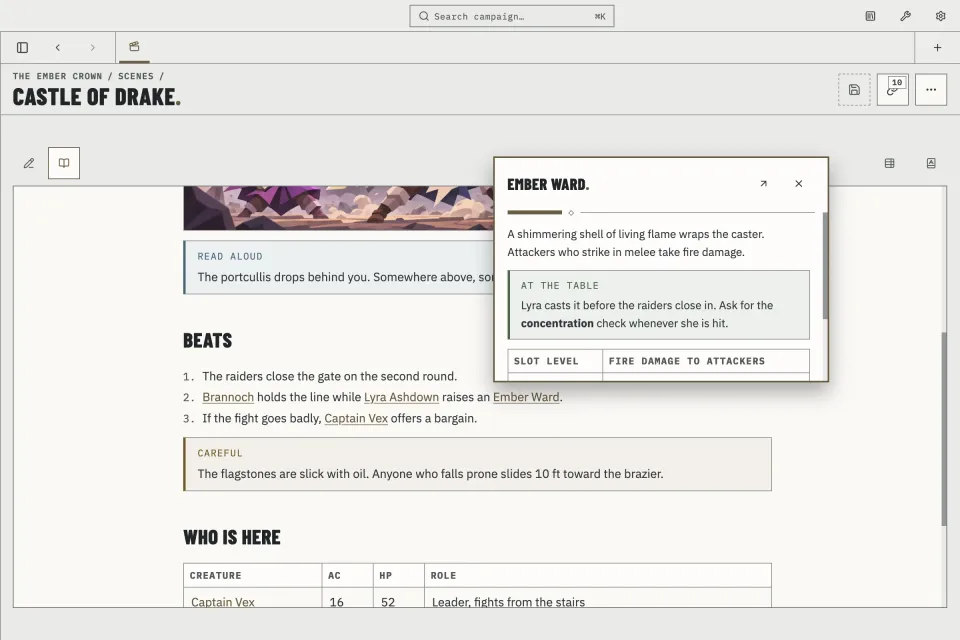 Search campaign… ⌘K
THE EMBER CROWN / SCENES /
CASTLE OF DRAKE.
10
READ ALOUD
The portcullis drops behind you. Somewhere above,
BEATS
1. The raiders close the gate on the second round.
2. Brannoch holds the line while Lyra Ashdown raises an Ember Ward.
3. If the fight goes badly, Captain Vex offers a bargain.
CAREFUL
The flagstones are slick with oil. Anyone who falls prone slides 10 ft toward the brazier.
WHO IS HERE
CREATURE AC HP ROLE
Captain Vex 16 52 Leader, fights from the stairs
EMBER WARD.
A shimmering shell of living flame wraps the caster.
Attackers who strike in melee take fire damage.
AT THE TABLE
Lyra casts it before the raiders close in. Ask for the
concentration check whenever she is hit.
SLOT LEVEL FIRE DAMAGE TO ATTACKERS